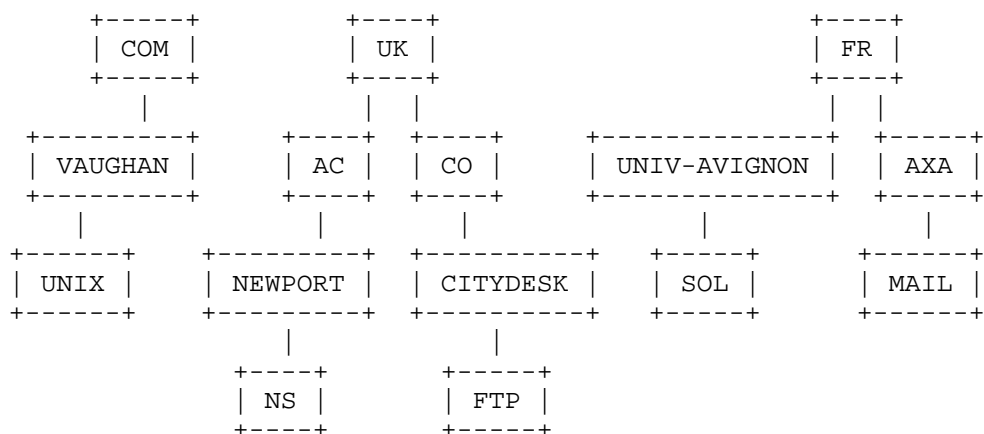 COM UK FR
VAUGHAN AC CO UNIV-AVIGNON AXA
UNIX NEWPORT CITYDESK SOL MAIL
NS FTP